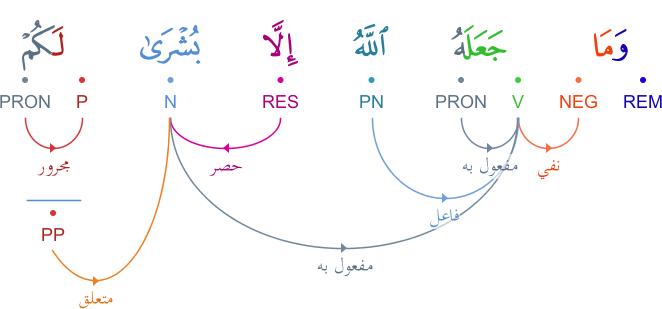 وَمَا جَعَلَهُ ٱللَّهُ إِلَّا بُشْرَىٰ لَكُمْ
REM NEG V PRON PN RES N P PRON
مجرور حصر مفعول به نفي
فاعل
PP
مفعول به
متعلق